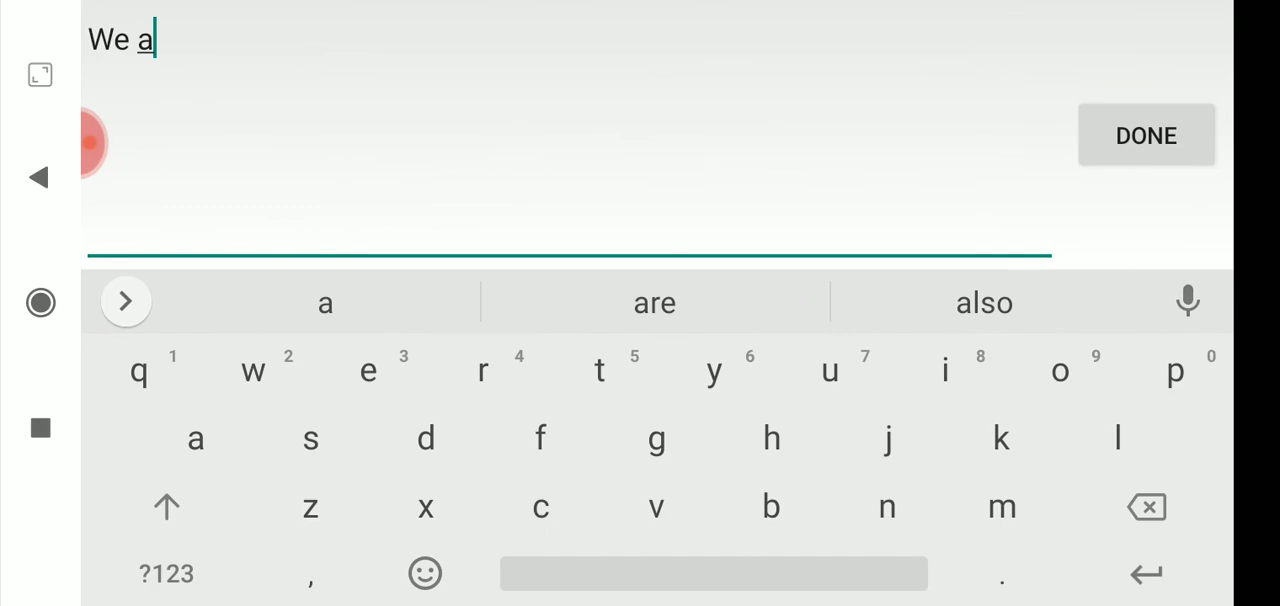 We a
DONE
a are also
q 1 w 2 e 3 r 4 t 5 y 6 u 7 i 8 o 9 p 0
a s d f g h j k l
z x c v b n m
?123 , .